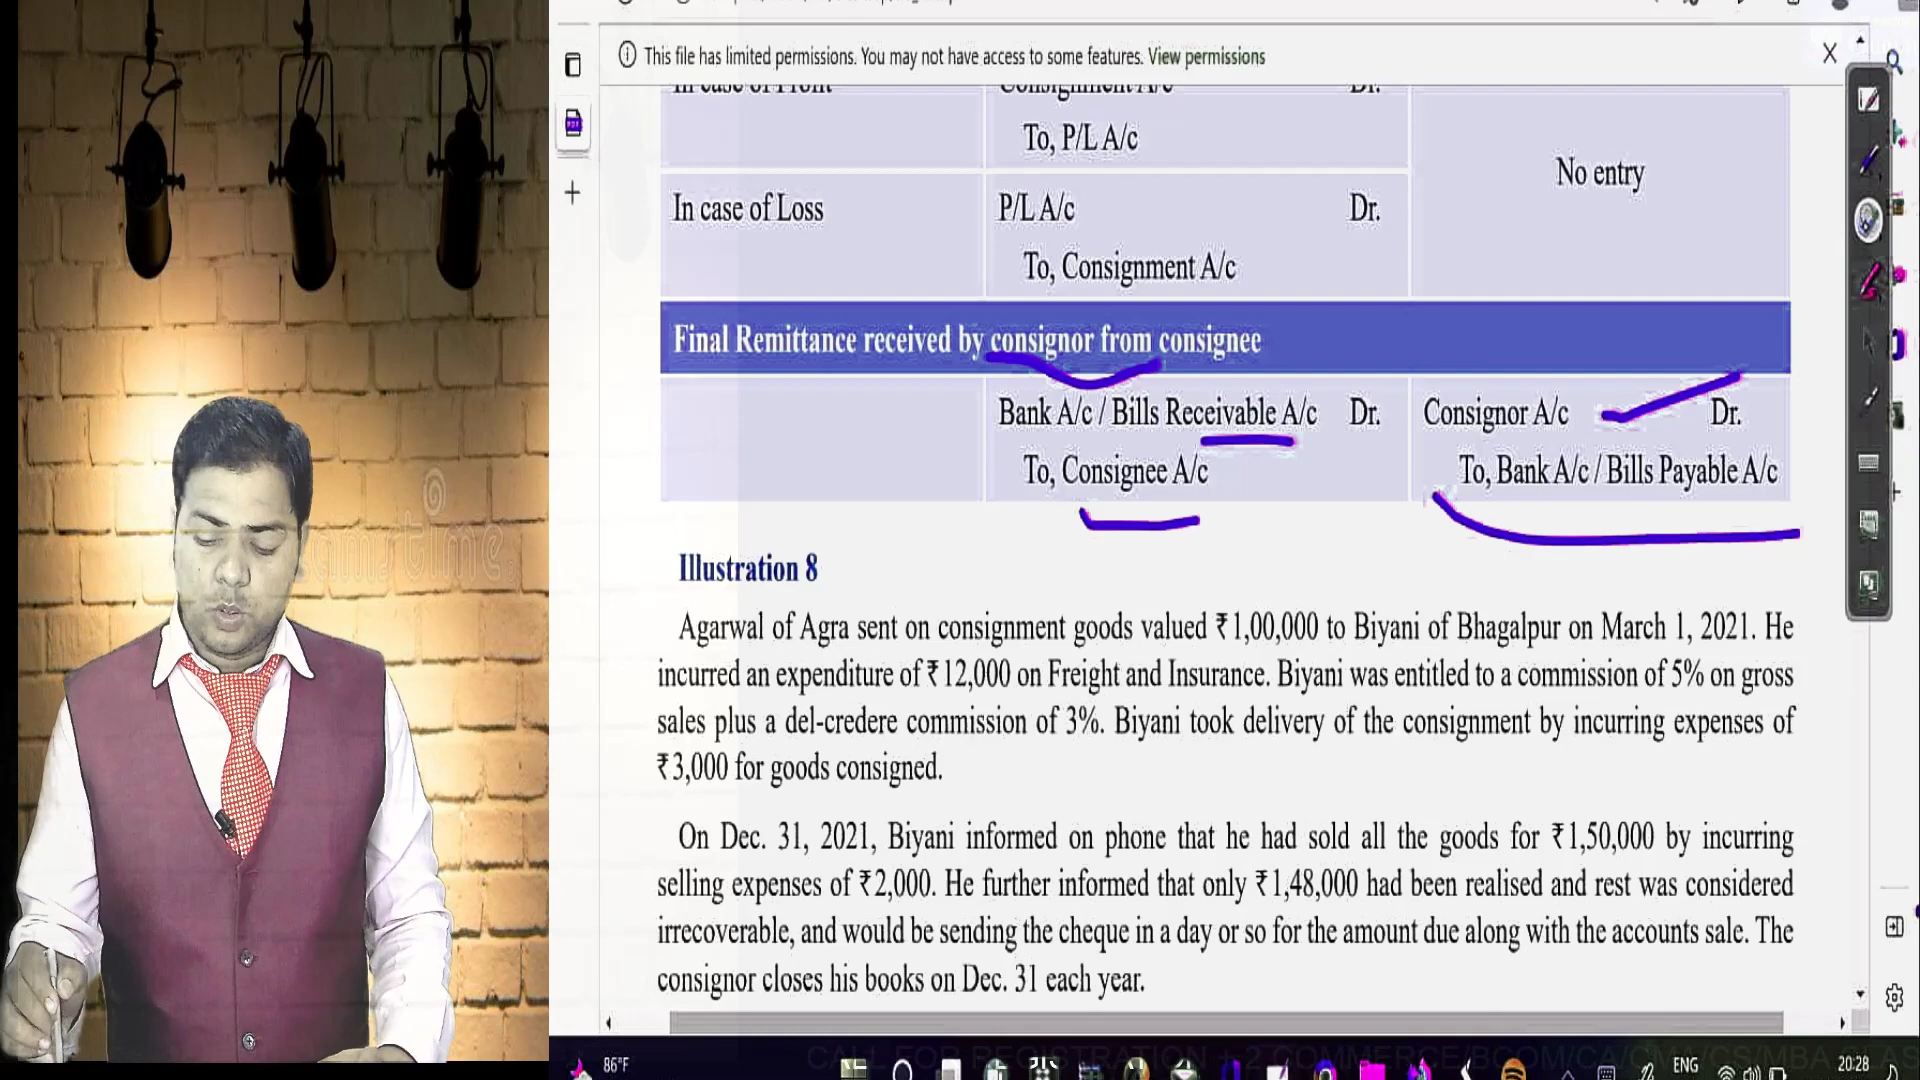 This file has limited permissions. You may not have access to some features. View permissions
In case of Profit Consignment A/c Dr.
To, P/L A/c
No entry
In case of Loss P/L A/c Dr.
To, Consignment A/c
Final Remittance received by consignor from consignee
Bank A/c / Bills Receivable A/c Dr. Consignor A/c Dr.
To, Consignee A/c To, Bank A/c / Bills Payable A/c
Illustration 8
Agarwal of Agra sent on consignment goods valued ₹1,00,000 to Biyani of Bhagalpur on March 1, 2021. He
incurred an expenditure of ₹12,000 on Freight and Insurance. Biyani was entitled to a commission of 5% on gross
sales plus a del-credere commission of 3%. Biyani took delivery of the consignment by incurring expenses of
₹3,000 for goods consigned.
On Dec. 31, 2021, Biyani informed on phone that he had sold all the goods for ₹1,50,000 by incurring
selling expenses of ₹2,000. He further informed that only ₹1,48,000 had been realised and rest was considered
irrecoverable, and would be sending the cheque in a day or so for the amount due along with the accounts sale. The
consignor closes his books on Dec. 31 each year.
86°F
ENG
20:28